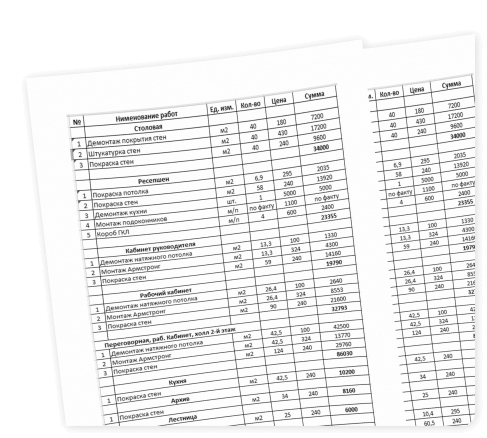 № Наименование работ Ед. изм. Кол-во Цена Сумма
Столовая
1 Демонтаж покрытия стен м2 40 180 7200
2 Штукатурка стен м2 40 430 17200
3 Покраска стен м2 40 240 9600
34000
Ресепшен
1 Покраска потолка м2 6,9 295 2035
2 Покраска стен м2 58 240 13920
3 Демонтаж кухни шт. 1 5000 5000
4 Монтаж подоконников м/п по факту 1100 по факту
5 Короб ГКЛ м/п 4 600 2400
23355
Кабинет руководителя
1 Демонтаж натяжного потолка м2 13,3 100 1330
2 Монтаж Армстронг м2 13,3 324 4300
3 Покраска стен м2 59 240 14160
19790
Рабочий кабинет
1 Демонтаж натяжного потолка м2 26,4 100 2640
2 Монтаж Армстронг м2 26,4 324 8553
3 Покраска стен м2 90 240 21600
32793
Переговорная, раб. Кабинет, холл 2-й этаж
1 Демонтаж натяжного потолка м2 42,5 100 42500
2 Монтаж Армстронг м2 42,5 324 13770
3 Покраска стен м2 124 240 29760
86030
Кухня
1 Покраска стен м2 42,5 240 10200
Архив
1 Покраска стен м2 34 240 8160
Лестница м2 25 240 6000
Кол-во Цена Сумма
40 180 7200
40 430 17200
40 240 9600
34000
6,9 295 2035
58 240 13920
1 5000 5000
по факту 1100 по факту
4 600 2400
23355
13,3 100 1330
13,3 324 4300
59 240 1416
1979
26,4 100 264
26,4 324 855
90 240 216
32
42,5 100 42
42,5 324 1
124 240
42,5 240
34 240
25 240
10,4 295
60,5 240